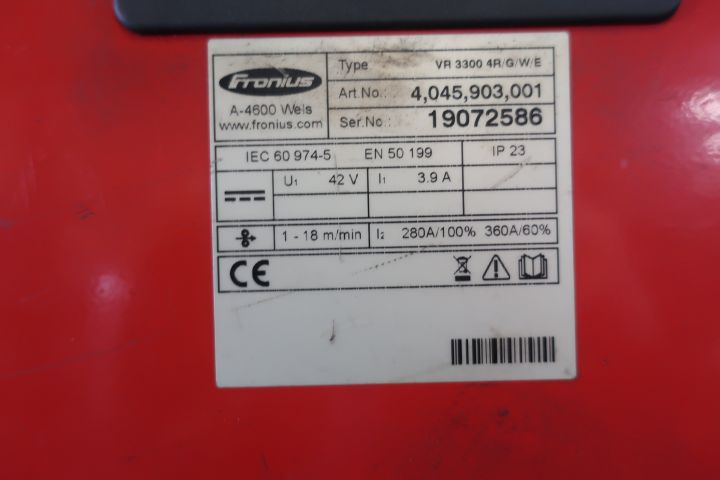 Fronius
A-4600 Wels
www.fronius.com
Type VR 3300 4R/G/W/E
Art.No.: 4,045,903,001
Ser.No.: 19072586
IEC 60 974-5 EN 50 199 IP 23
U1 42 V I1 3.9 A
1 - 18 m/min I2 280A/100% 360A/60%
CE